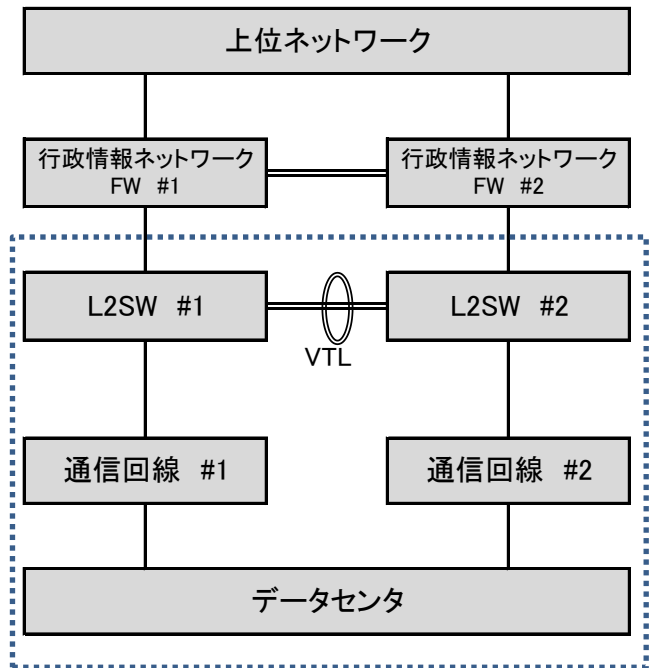 上位ネットワーク
行政情報ネットワーク
FW #1
行政情報ネットワーク
FW #2
L2SW #1
L2SW #2
VTL
通信回線 #1
通信回線 #2
データセンタ